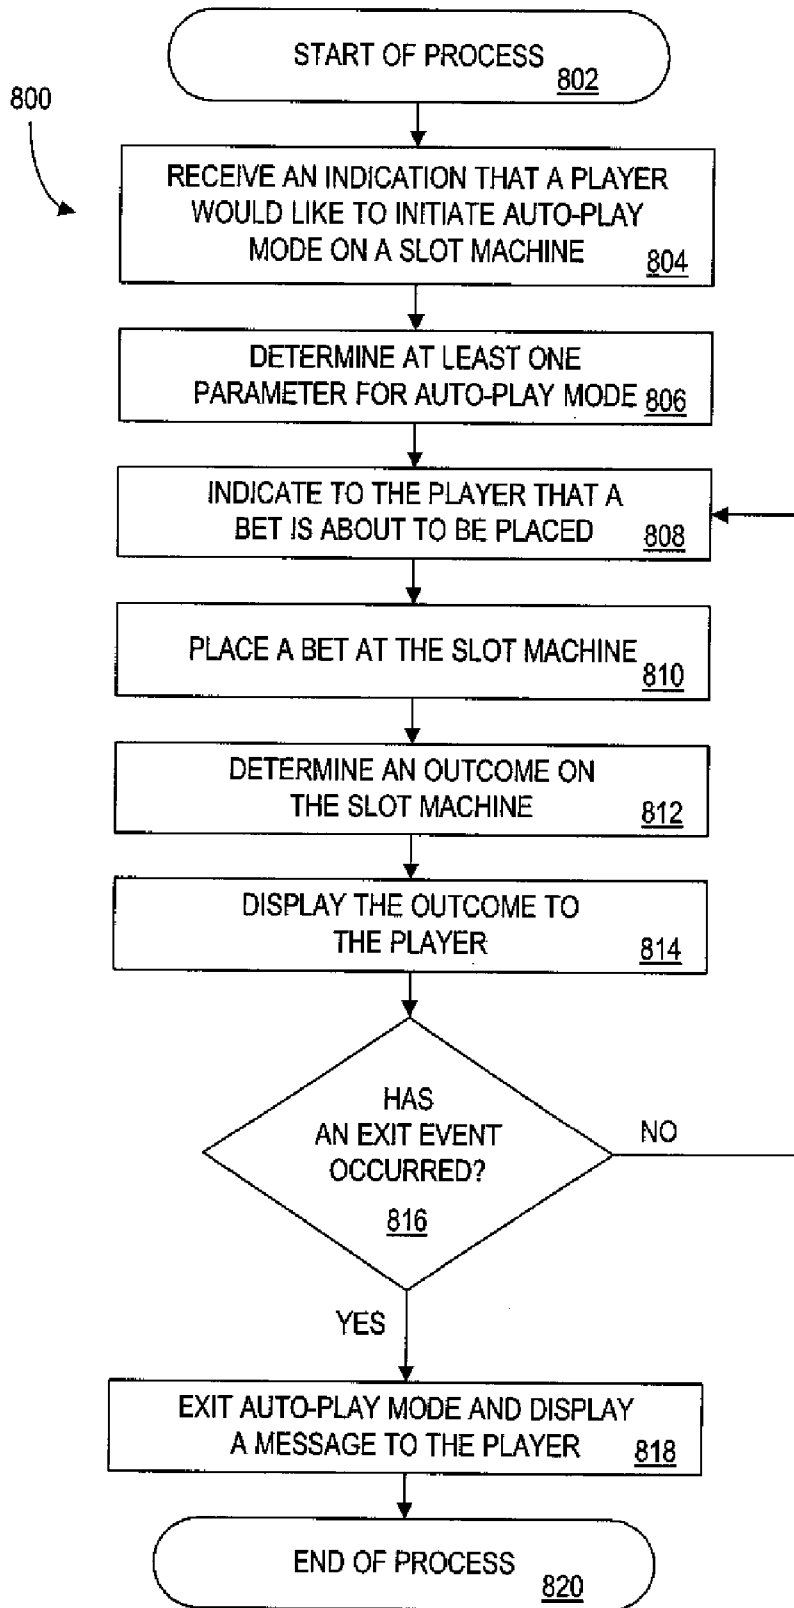 START OF PROCESS 802
800
RECEIVE AN INDICATION THAT A PLAYER
WOULD LIKE TO INITIATE AUTO-PLAY
MODE ON A SLOT MACHINE 804
DETERMINE AT LEAST ONE
PARAMETER FOR AUTO-PLAY MODE 806
INDICATE TO THE PLAYER THAT A
BET IS ABOUT TO BE PLACED 808
PLACE A BET AT THE SLOT MACHINE 810
DETERMINE AN OUTCOME ON
THE SLOT MACHINE 812
DISPLAY THE OUTCOME TO
THE PLAYER 814
HAS
AN EXIT EVENT
OCCURRED?
816
NO
YES
EXIT AUTO-PLAY MODE AND DISPLAY
A MESSAGE TO THE PLAYER 818
END OF PROCESS 820